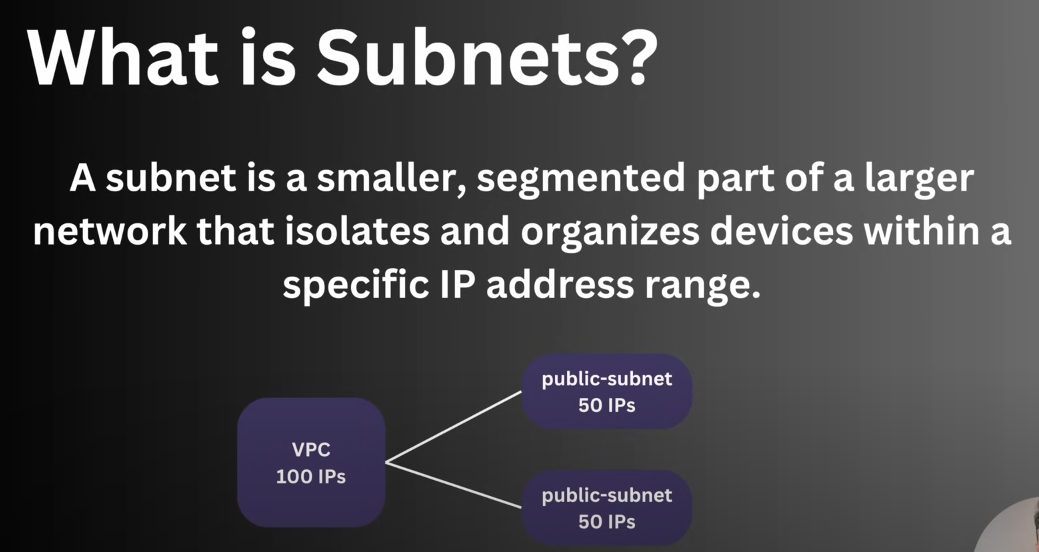 What is Subnets?
A subnet is a smaller, segmented part of a larger
network that isolates and organizes devices within a
specific IP address range.
VPC
100 IPs
public-subnet
50 IPs
public-subnet
50 IPs